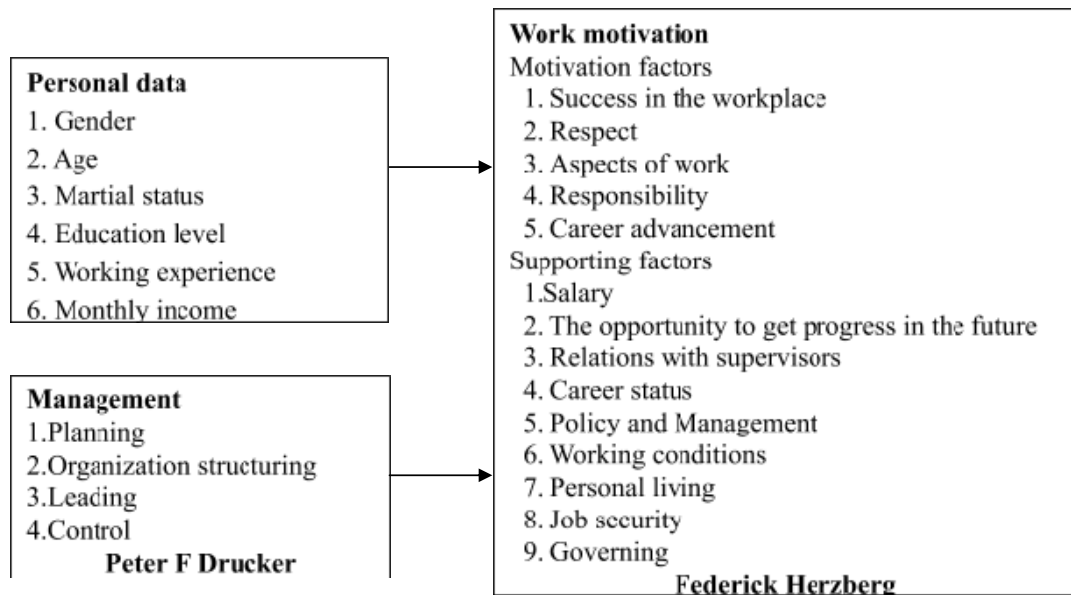 Personal data
1. Gender
2. Age
3. Martial status
4. Education level
5. Working experience
6. Monthly income
Management
1.Planning
2.Organization structuring
3.Leading
4.Control
Peter F Drucker
Work motivation
Motivation factors
1. Success in the workplace
2. Respect
3. Aspects of work
4. Responsibility
5. Career advancement
Supporting factors
1.Salary
2. The opportunity to get progress in the future
3. Relations with supervisors
4. Career status
5. Policy and Management
6. Working conditions
7. Personal living
8. Job security
9. Governing
Federick Herzberg